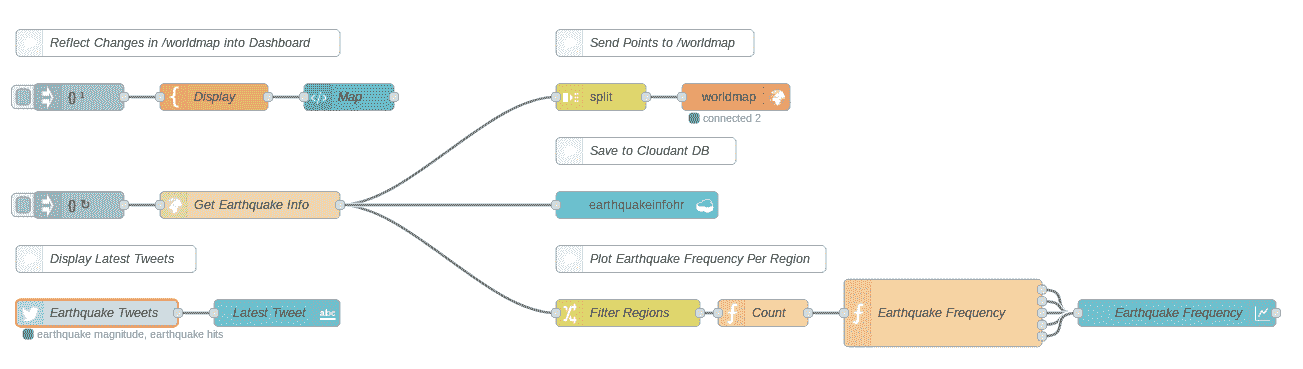 Reflect Changes in /worldmap into Dashboard
Send Points to /worldmap
{} ¹
Display
Map
split
worldmap
connected 2
Save to Cloudant DB
{} ↻
Get Earthquake Info
earthquakeinfohr
Display Latest Tweets
Plot Earthquake Frequency Per Region
Earthquake Tweets
Latest Tweet
abc
Filter Regions
Count
Earthquake Frequency
Earthquake Frequency
earthquake magnitude, earthquake hits